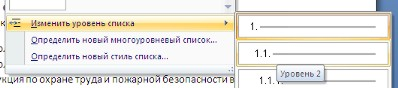 Изменить уровень списка
1.
Определить новый многоуровневый список...
1.1.
Определить новый стиль списка...
Уровень 2
кция по охране труда и пожарной безопасности в
1.1.